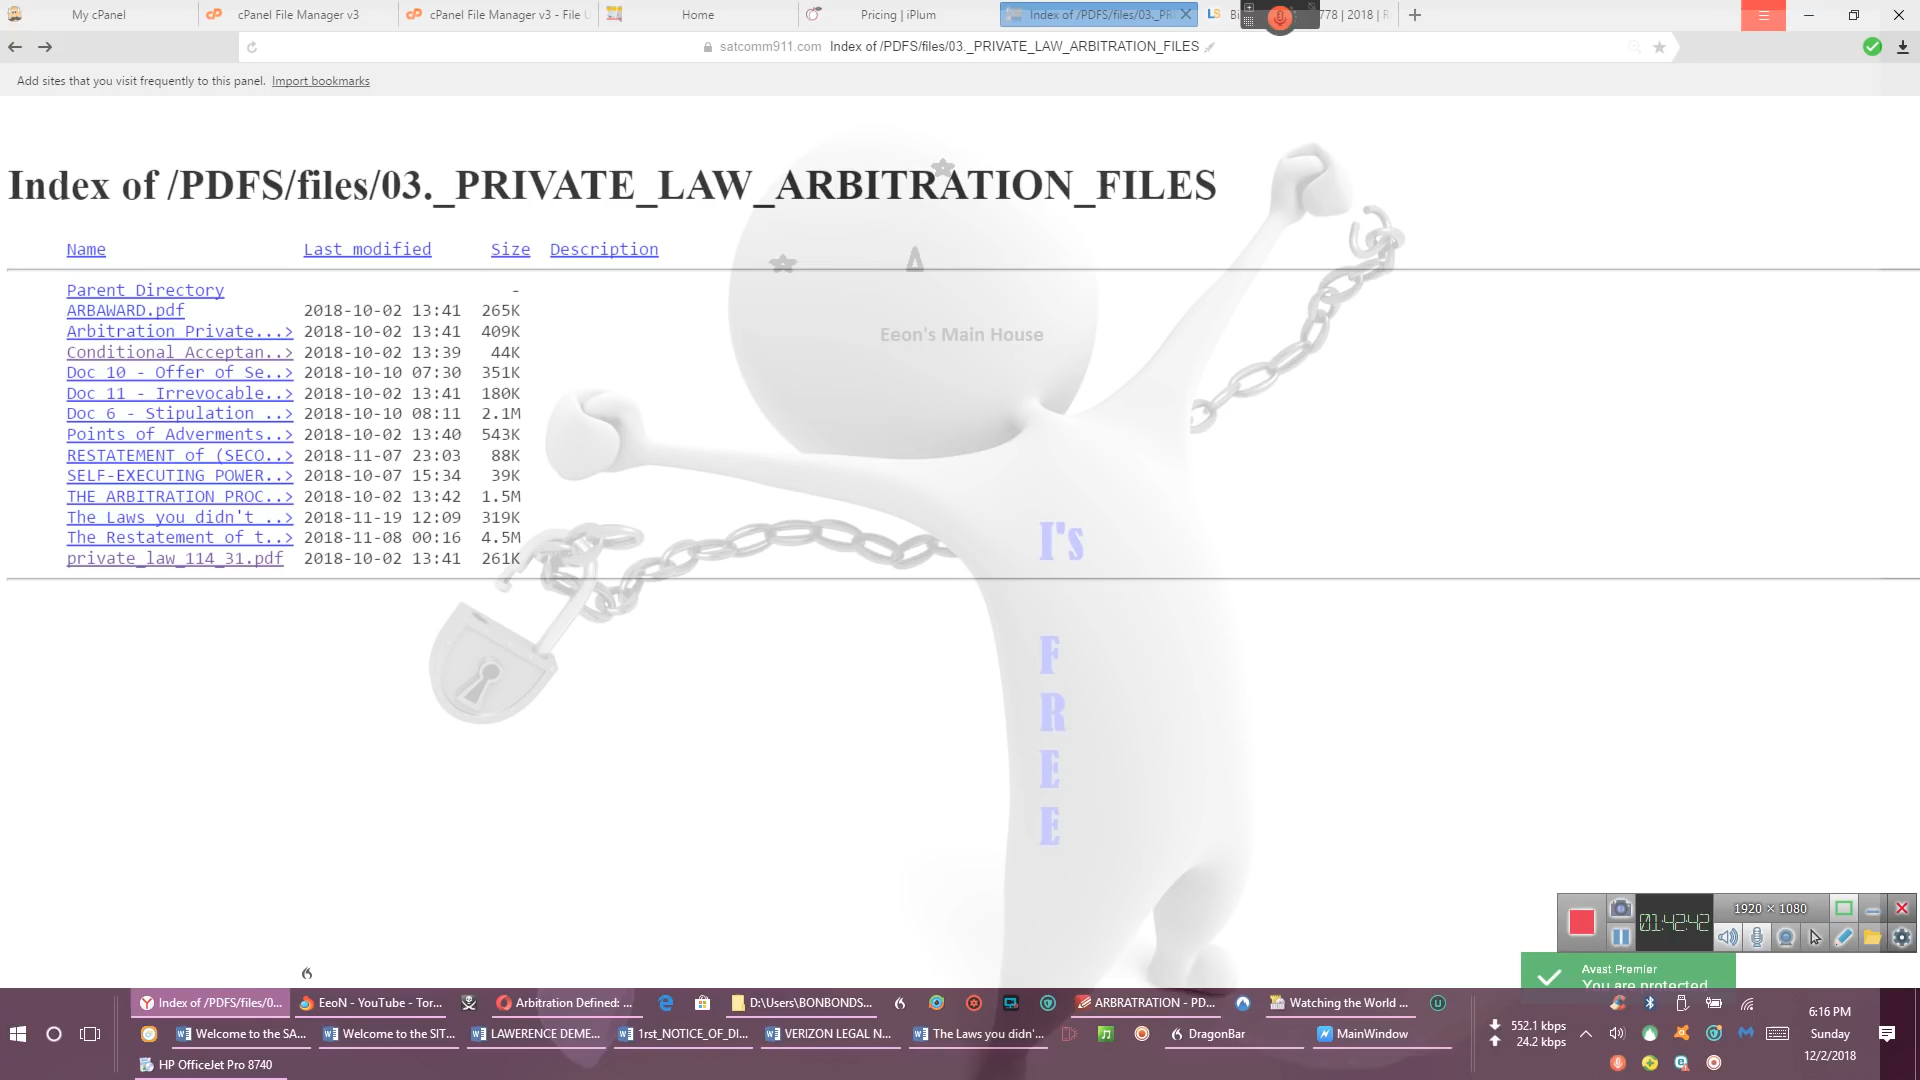 My cPanel
cPanel File Manager v3
cPanel File Manager v3 - File U
Home
Pricing | iPlum
Index of /PDFS/files/03._PR
778 | 2018 | R
satcomm911.com Index of /PDFS/files/03._PRIVATE_LAW_ARBITRATION_FILES
Add sites that you visit frequently to this panel. Import bookmarks
Index of /PDFS/files/03._PRIVATE_LAW_ARBITRATION_FILES
Name Last modified Size Description
Parent Directory -
ARBAWARD.pdf 2018-10-02 13:41 265K
Arbitration Private...> 2018-10-02 13:41 409K
Conditional Acceptan..> 2018-10-02 13:39 44K
Doc 10 - Offer of Se..> 2018-10-10 07:30 351K
Doc 11 - Irrevocable..> 2018-10-02 13:41 180K
Doc 6 - Stipulation ..> 2018-10-10 08:11 2.1M
Points of Adverments..> 2018-10-02 13:40 543K
RESTATEMENT of (SECO..> 2018-11-07 23:03 88K
SELF-EXECUTING POWER..> 2018-10-07 15:34 39K
THE ARBITRATION PROC..> 2018-10-02 13:42 1.5M
The Laws you didn't ..> 2018-11-19 12:09 319K
The Restatement of t..> 2018-11-08 00:16 4.5M
private_law_114_31.pdf 2018-10-02 13:41 261K
Eeon's Main House
I's
F
R
E
E
1920 × 1080
01:42:42
Avast Premier
You are protected
Index of /PDFS/files/0...
EeoN - YouTube - Tor...
Arbitration Defined: ...
D:\Users\BONBONDS...
ARBRATRATION - PD...
Watching the World ...
Welcome to the SA...
Welcome to the SIT...
LAWERENCE DEME...
1rst_NOTICE_OF_DI...
VERIZON LEGAL N...
The Laws you didn'...
DragonBar
MainWindow
HP OfficeJet Pro 8740
552.1 kbps
24.2 kbps
6:16 PM
Sunday
12/2/2018